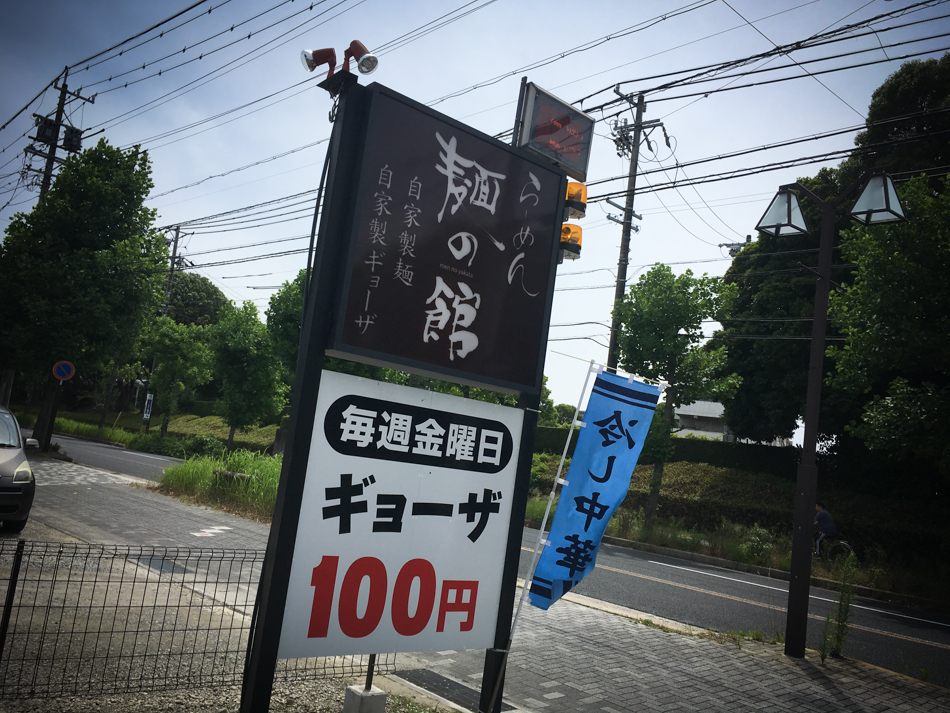 らーめん
麺の館
men no yakata
自家製麺
自家製ギョーザ
毎週金曜日
ギョーザ
100円
冷し中華